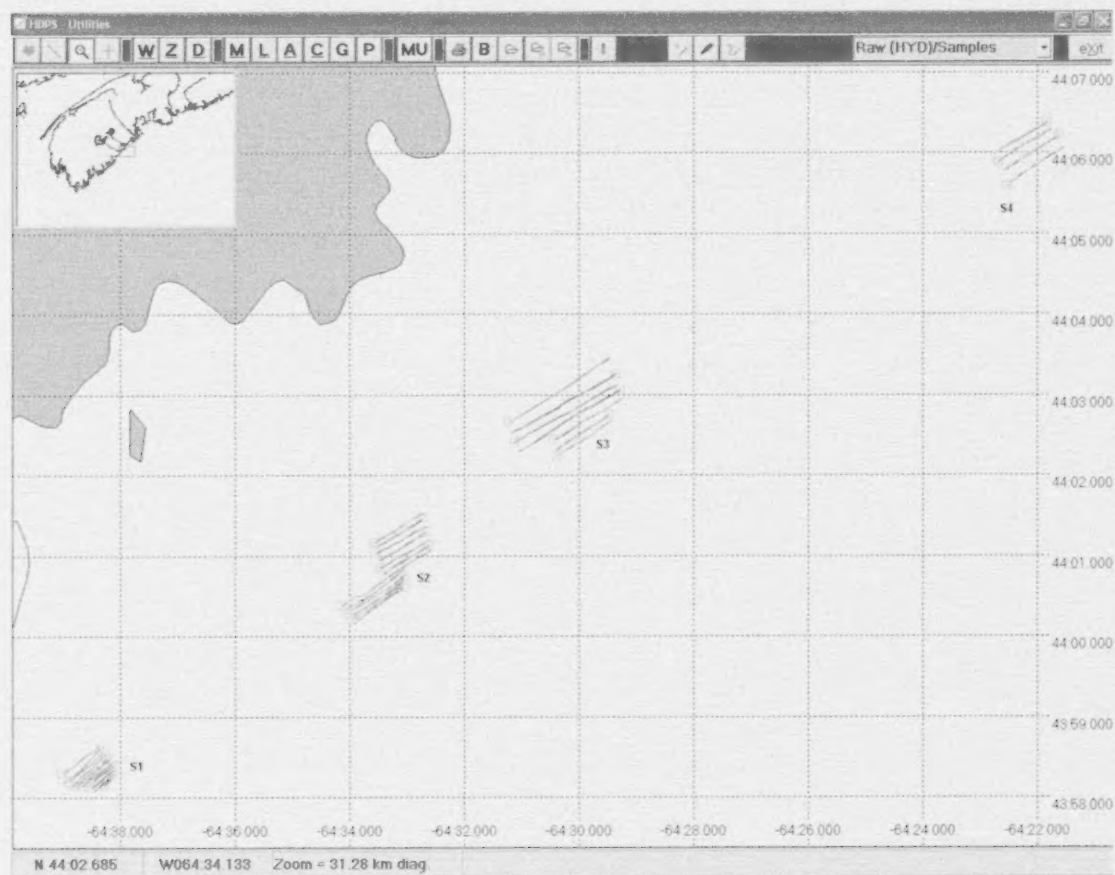 HDPS - Utilities
W Z D M L A C G P MU B Raw (HYD)/Samples eXit
44 07.000
44 06.000
S4
44 05.000
44 04.000
44 03.000
S3
44 02.000
44 01.000
S2
44 00.000
43 59.000
S1
43 58.000
-64 38.000 -64 36.000 -64 34.000 -64 32.000 -64 30.000 -64 28.000 -64 26.000 -64 24.000 -64 22.000
N 44 02.685 W064 34.133 Zoom = 31.28 km diag.